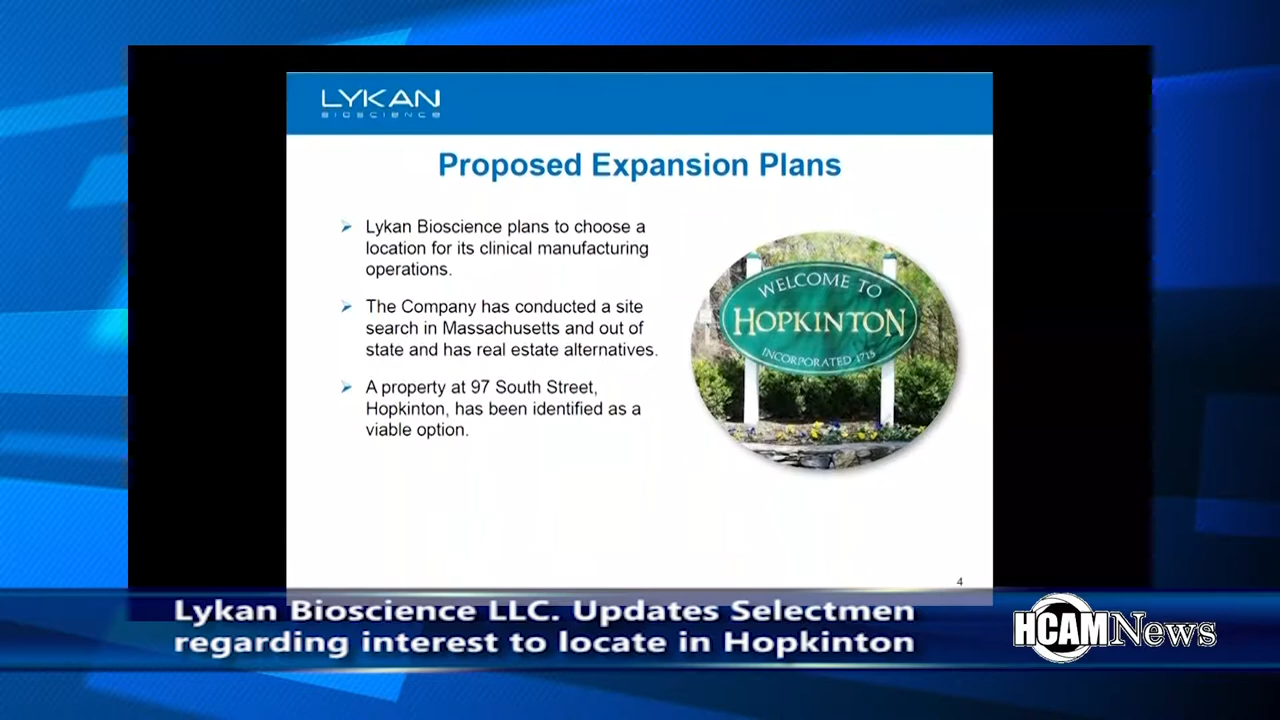 LYKAN
BIOSCIENCE
Proposed Expansion Plans
Lykan Bioscience plans to choose a
location for its clinical manufacturing
operations.
The Company has conducted a site
search in Massachusetts and out of
state and has real estate alternatives.
A property at 97 South Street,
Hopkinton, has been identified as a
viable option.
WELCOME TO
HOPKINTON
INCORPORATED 1715
4
Lykan Bioscience LLC. Updates Selectmen
regarding interest to locate in Hopkinton
HCAM News